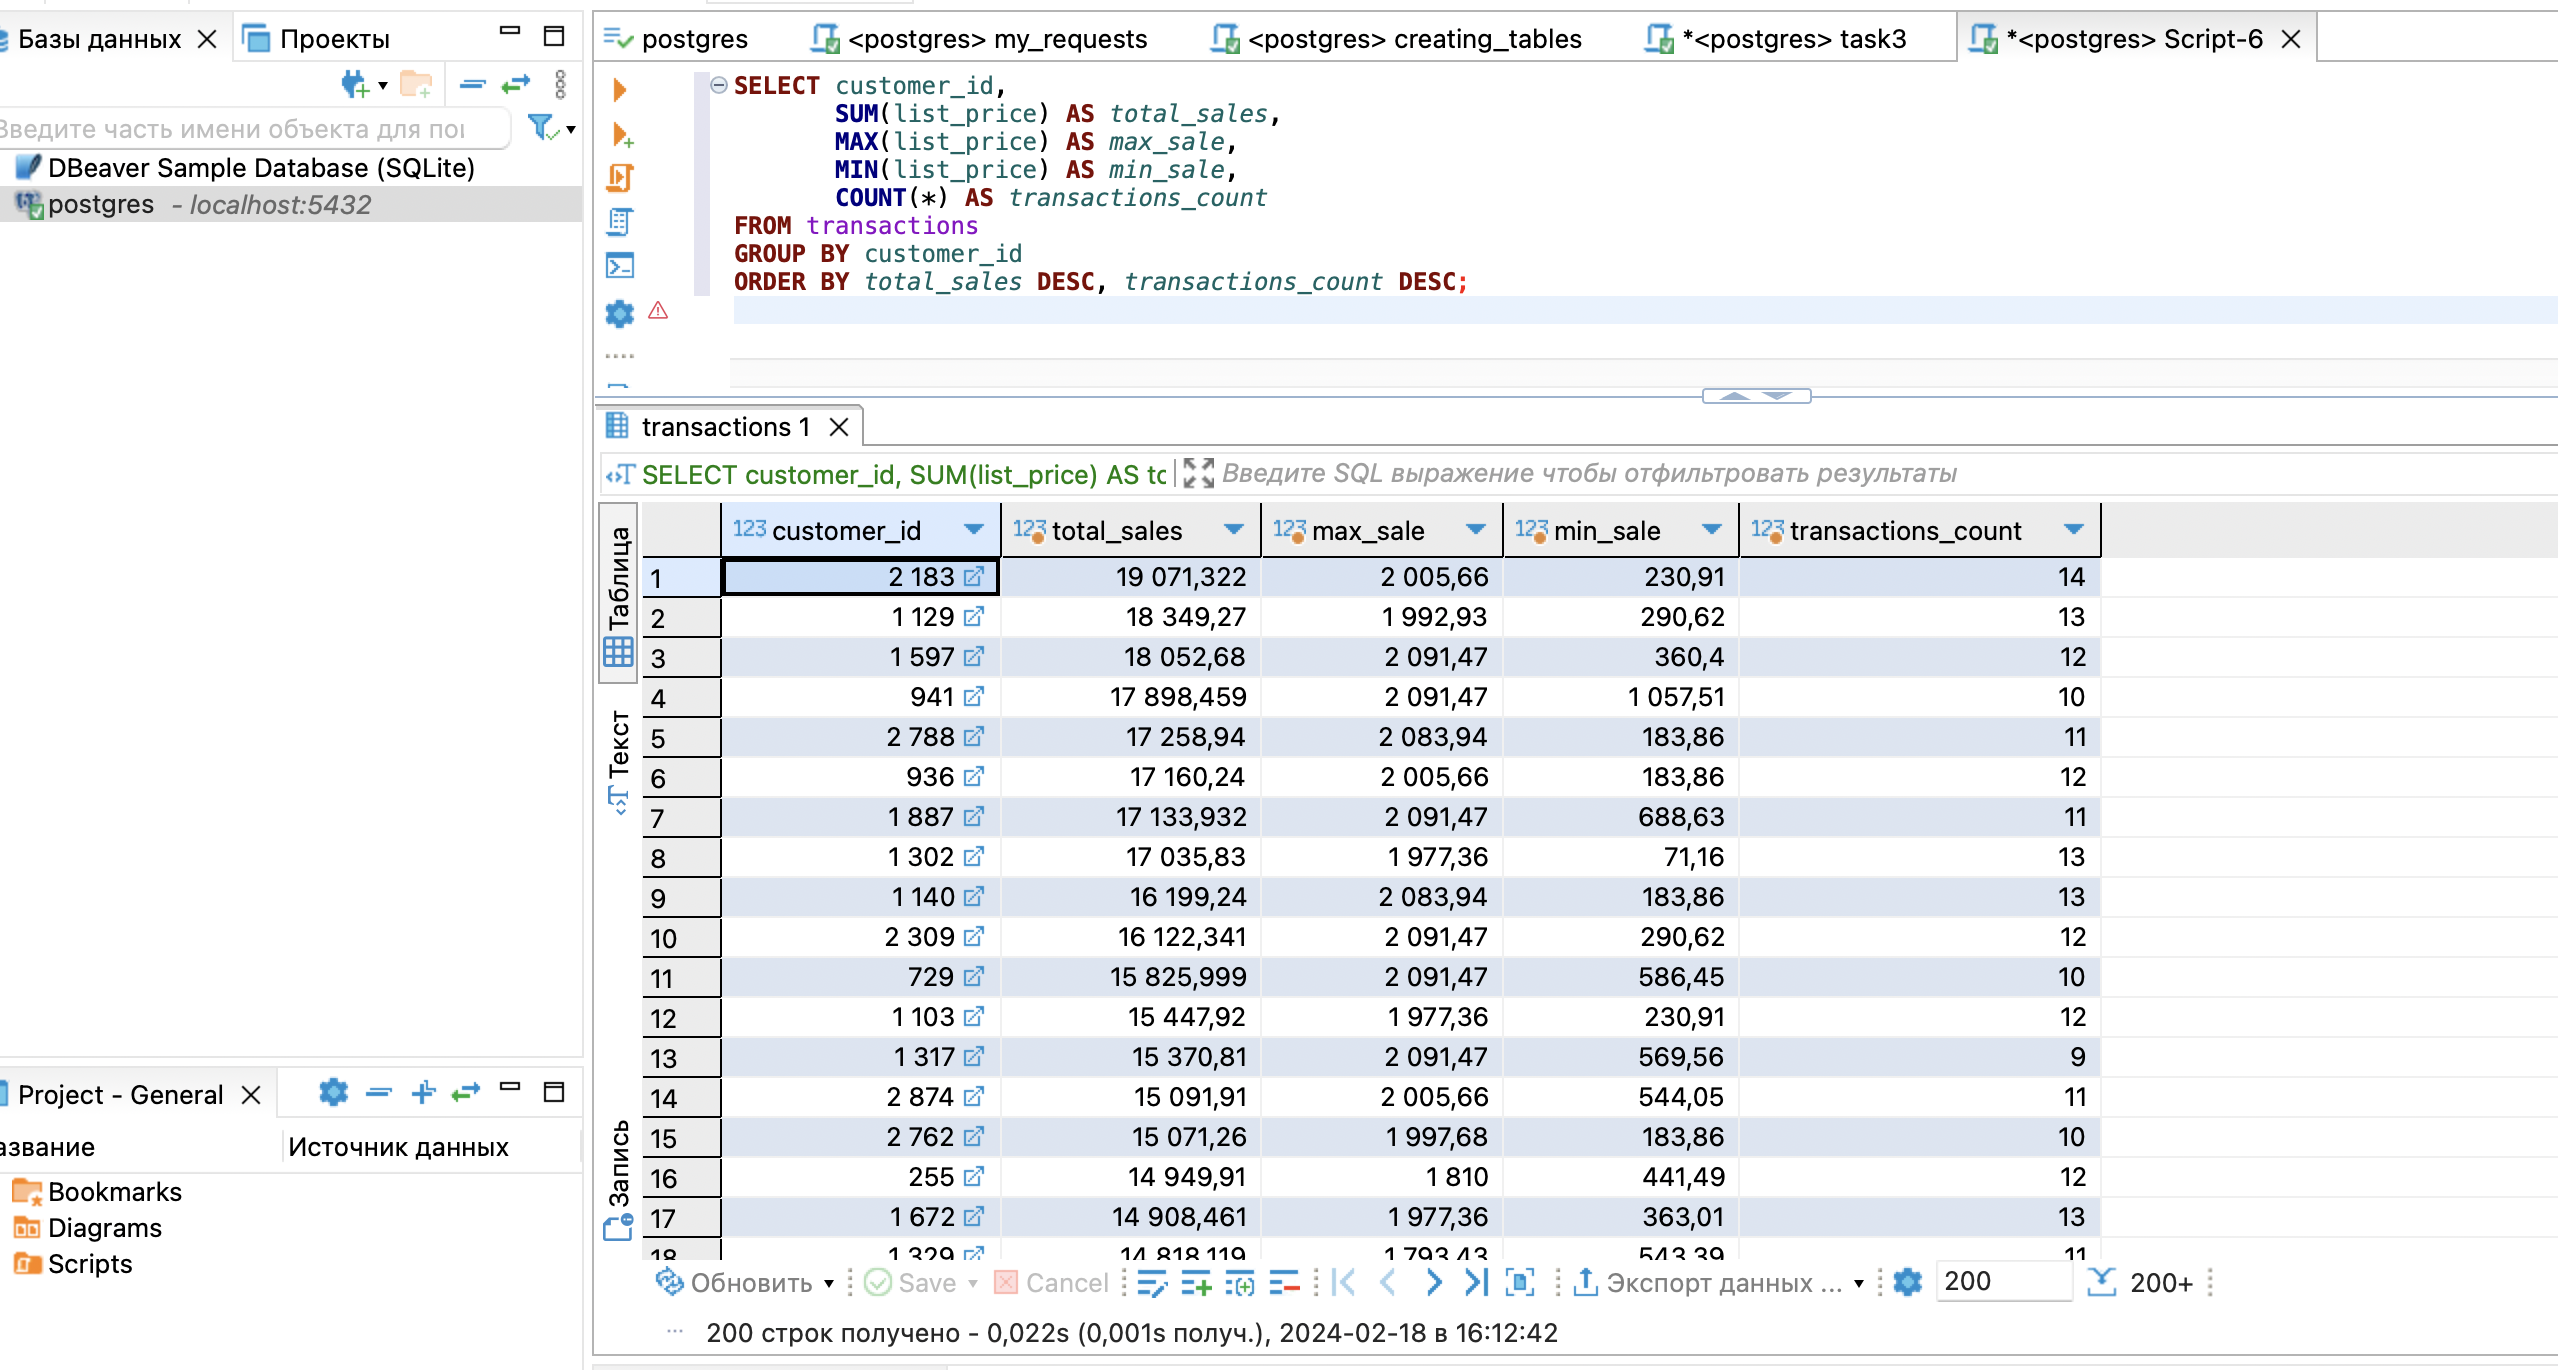 Базы данных
Проекты
Введите часть имени объекта для
DBeaver Sample Database (SQLite)
postgres - localhost:5432
Project - General
Источник данных
Bookmarks
Diagrams
Scripts
postgres
<postgres> my_requests
<postgres> creating_tables
*<postgres> task3
*<postgres> Script-6
SELECT customer_id,
SUM(list_price) AS total_sales,
MAX(list_price) AS max_sale,
MIN(list_price) AS min_sale,
COUNT(*) AS transactions_count
FROM transactions
GROUP BY customer_id
ORDER BY total_sales DESC, transactions_count DESC;
transactions 1
SELECT customer_id, SUM(list_price) AS
Введите SQL выражение чтобы отфильтровать результаты
Таблица
Текст
Запись
123 customer_id 123 total_sales 123 max_sale 123 min_sale 123 transactions_count
1 2 183 19 071,322 2 005,66 230,91 14
2 1 129 18 349,27 1 992,93 290,62 13
3 1 597 18 052,68 2 091,47 360,4 12
4 941 17 898,459 2 091,47 1 057,51 10
5 2 788 17 258,94 2 083,94 183,86 11
6 936 17 160,24 2 005,66 183,86 12
7 1 887 17 133,932 2 091,47 688,63 11
8 1 302 17 035,83 1 977,36 71,16 13
9 1 140 16 199,24 2 083,94 183,86 13
10 2 309 16 122,341 2 091,47 290,62 12
11 729 15 825,999 2 091,47 586,45 10
12 1 103 15 447,92 1 977,36 230,91 12
13 1 317 15 370,81 2 091,47 569,56 9
14 2 874 15 091,91 2 005,66 544,05 11
15 2 762 15 071,26 1 997,68 183,86 10
16 255 14 949,91 1 810 441,49 12
17 1 672 14 908,461 1 977,36 363,01 13
18 1 329 14 818,119 1 793,43 543,39 11
Обновить Save Cancel Экспорт данных ... 200 200+
200 строк получено - 0,022s (0,001s получ.), 2024-02-18 в 16:12:42